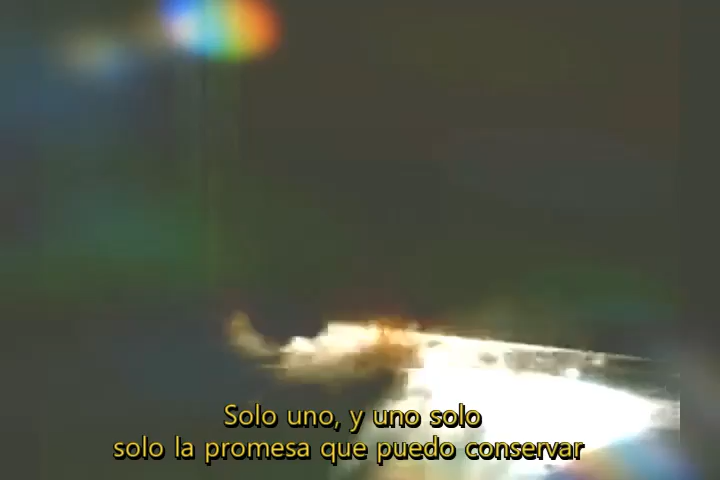 Solo uno, y uno solo
solo la promesa que puedo conservar